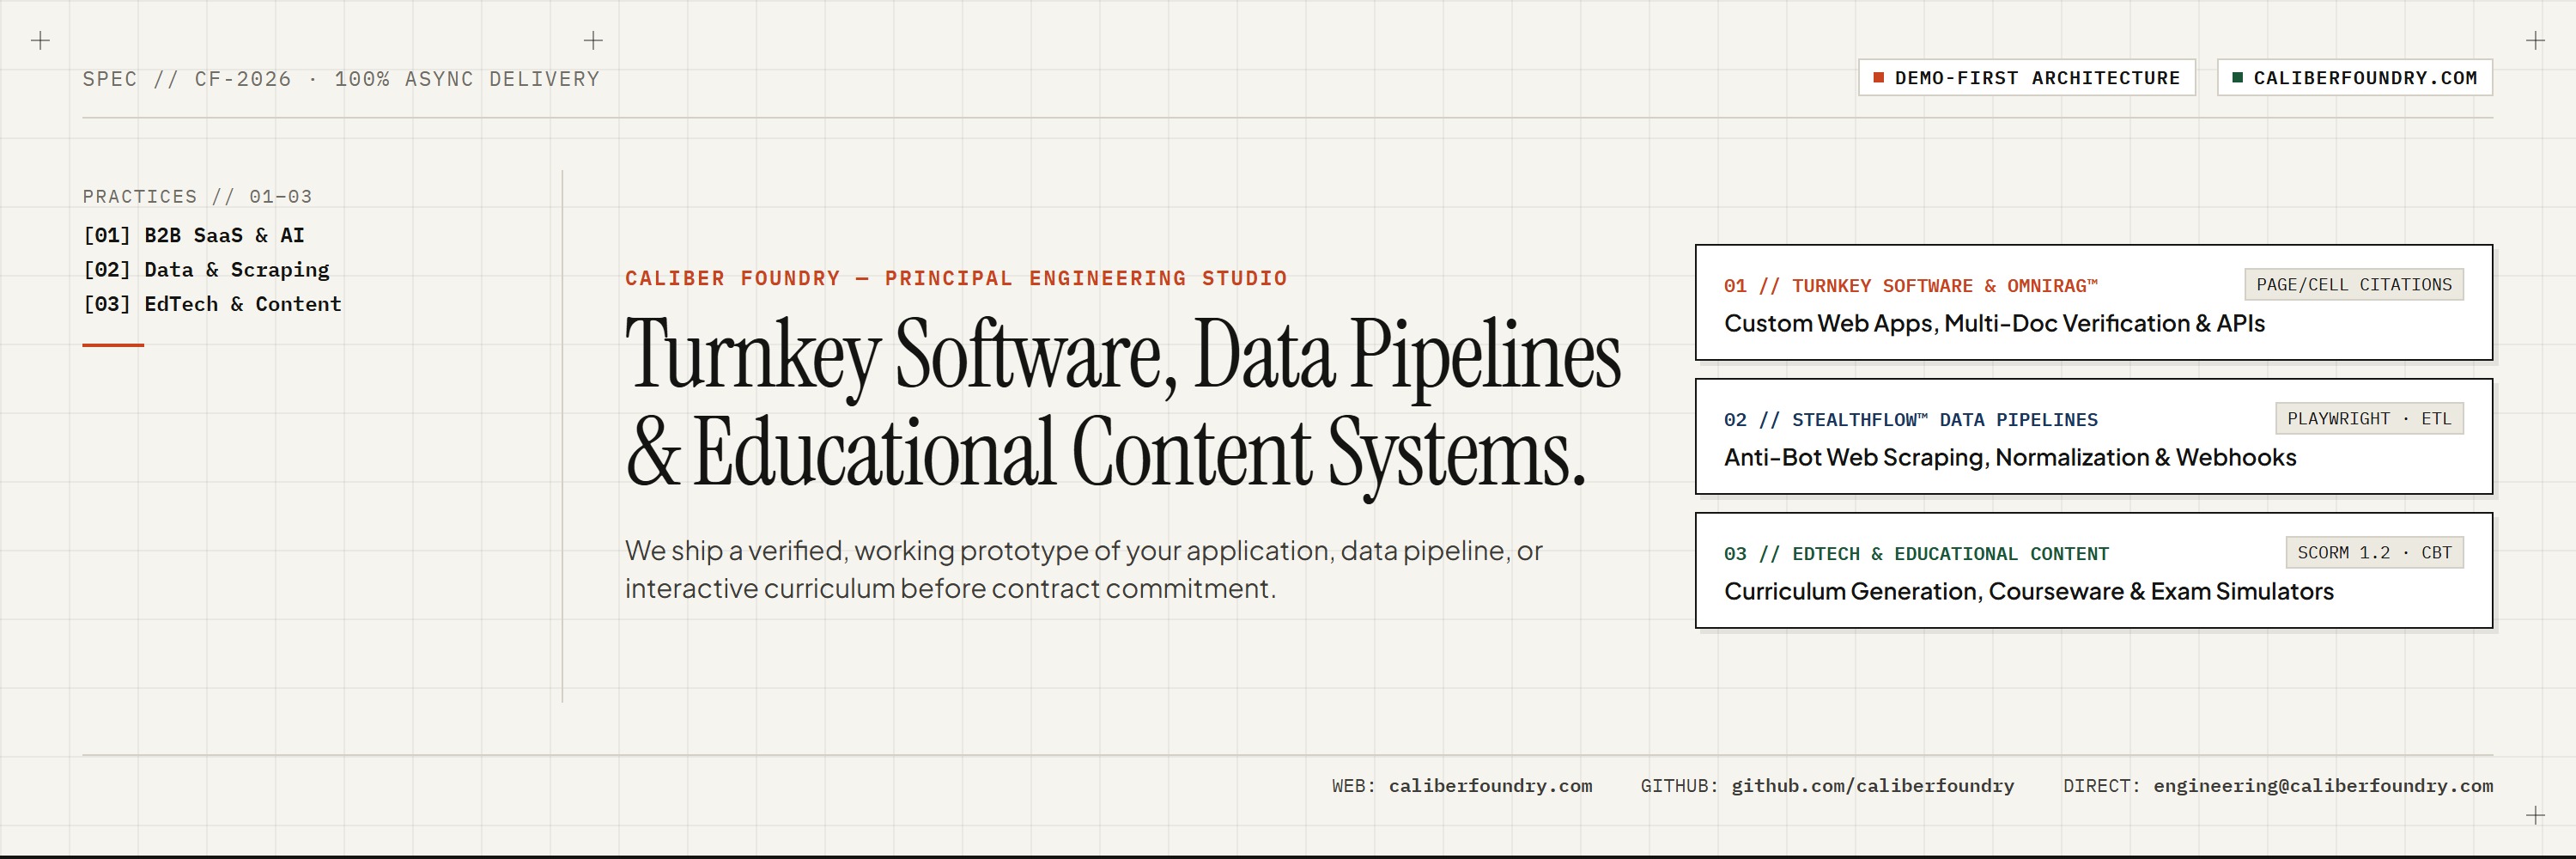 SPEC // CF-2026 · 100% ASYNC DELIVERY
DEMO-FIRST ARCHITECTURE
CALIBERFOUNDRY.COM
PRACTICES // 01–03
[01] B2B SaaS & AI
[02] Data & Scraping
[03] EdTech & Content
CALIBER FOUNDRY — PRINCIPAL ENGINEERING STUDIO
Turnkey Software, Data Pipelines
& Educational Content Systems.
We ship a verified, working prototype of your application, data pipeline, or
interactive curriculum before contract commitment.
01 // TURNKEY SOFTWARE & OMNIRAG™
PAGE/CELL CITATIONS
Custom Web Apps, Multi-Doc Verification & APIs
02 // STEALTHFLOW™ DATA PIPELINES
PLAYWRIGHT · ETL
Anti-Bot Web Scraping, Normalization & Webhooks
03 // EDTECH & EDUCATIONAL CONTENT
SCORM 1.2 · CBT
Curriculum Generation, Courseware & Exam Simulators
WEB: caliberfoundry.com
GITHUB: github.com/caliberfoundry
DIRECT: engineering@caliberfoundry.com